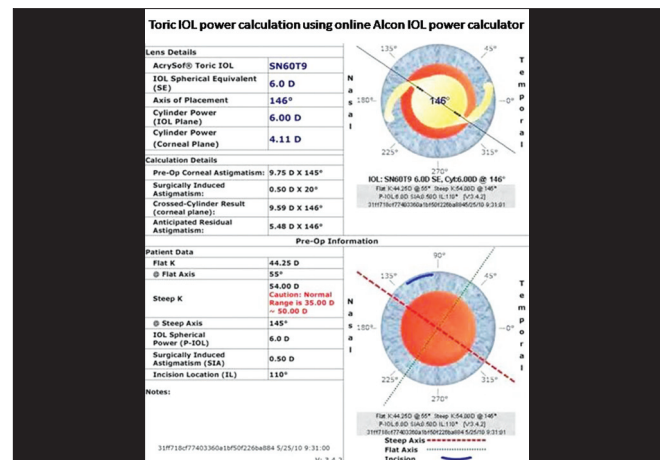 Toric IOL power calculation using online Alcon IOL power calculator
Lens Details
AcrySof® Toric IOL SN60T9
IOL Spherical Equivalent (SE) 6.0 D
Axis of Placement 146°
Cylinder Power (IOL Plane) 6.00 D
Cylinder Power (Corneal Plane) 4.11 D
Calculation Details
Pre-Op Corneal Astigmatism: 9.75 D X 145°
Surgically Induced Astigmatism: 0.50 D X 20°
Crossed-Cylinder Result (corneal plane): 9.59 D X 146°
Anticipated Residual Astigmatism: 5.48 D X 146°
135°
45°
Nasal
180°
146°
0°
Temporal
225°
270°
315°
IOL: SN60T9 6.0D SE, Cyl:6.00D @ 146°
Pre-Op Information
Patient Data
Flat K 44.25 D
@ Flat Axis 55°
Steep K 54.00 D
Caution: Normal
Range is 35.00 D
~ 50.00 D
@ Steep Axis 145°
IOL Spherical Power (P-IOL) 6.0 D
Surgically Induced Astigmatism (SIA) 0.50 D
Incision Location (IL) 110°
Notes:
90°
135°
45°
Nasal
180°
0°
Temporal
225°
270°
315°
31ff718cf77403360a1bf50f226ba884 5/25/10 9:31:00
Steep Axis
Flat Axis
Incision